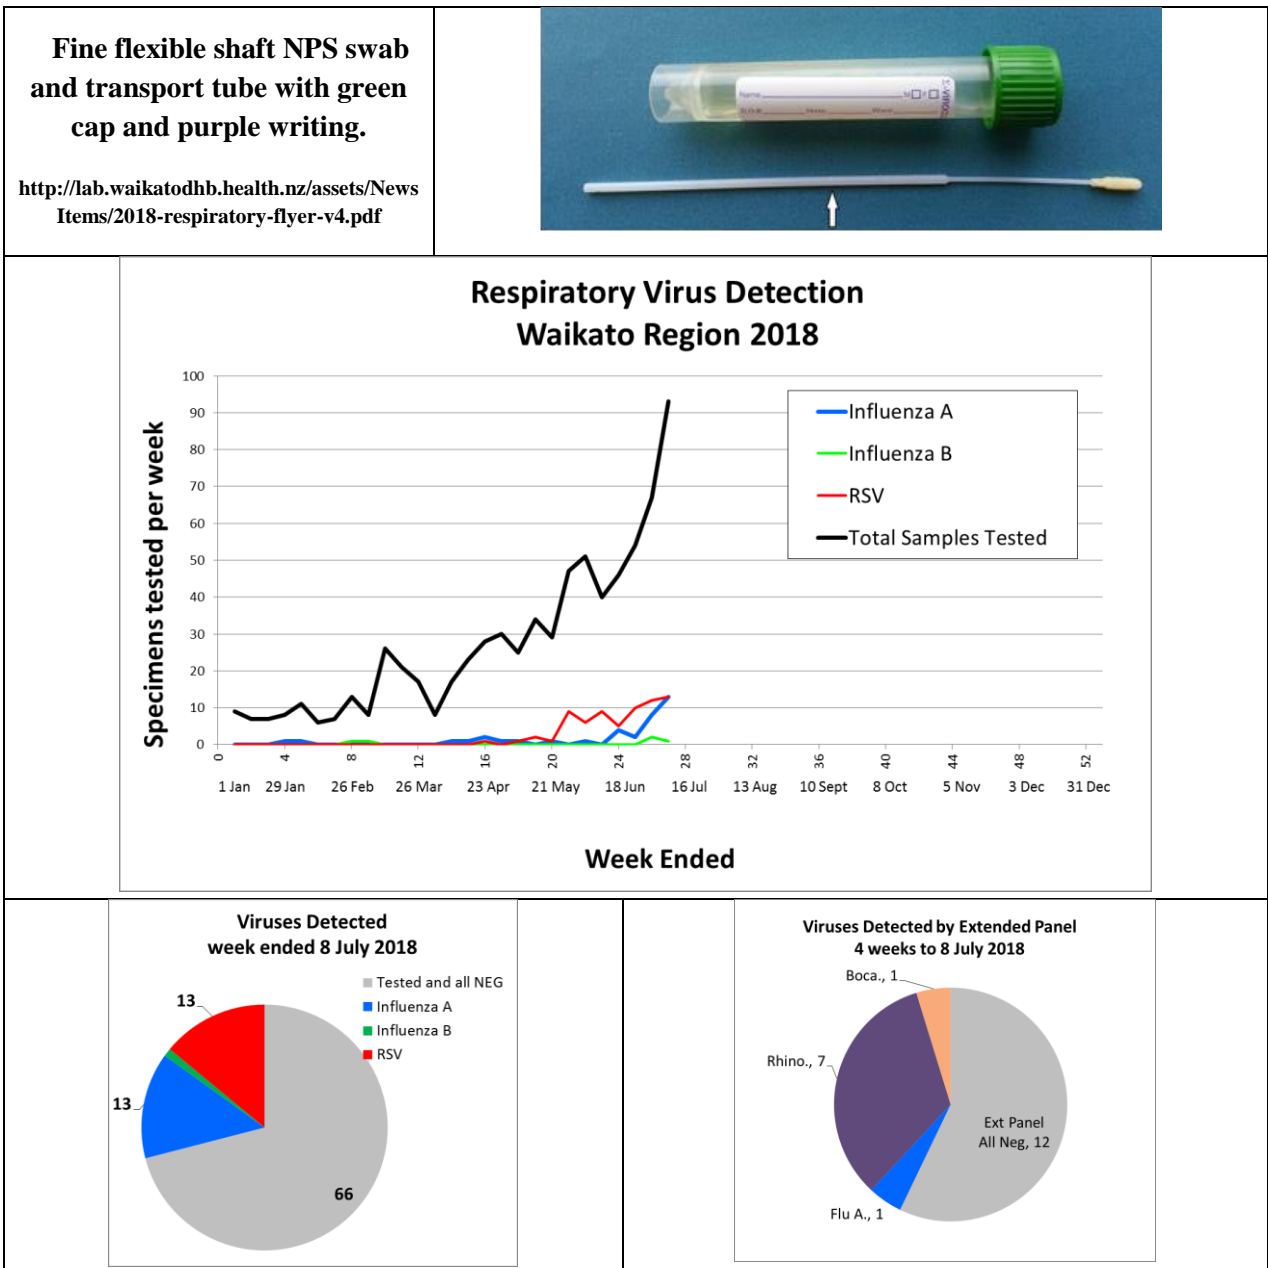 Fine flexible shaft NPS swab
and transport tube with green
cap and purple writing.
http://lab.waikatodhb.health.nz/assets/News
Items/2018-respiratory-flyer-v4.pdf
Name
M F
Respiratory Virus Detection
Waikato Region 2018
Specimens tested per week
100
90
80
70
60
50
40
30
20
10
0
Influenza A
Influenza B
RSV
Total Samples Tested
0 4 8 12 16 20 24 28 32 36 40 44 48 52
1 Jan 29 Jan 26 Feb 26 Mar 23 Apr 21 May 18 Jun 16 Jul 13 Aug 10 Sept 8 Oct 5 Nov 3 Dec 31 Dec
Week Ended
Viruses Detected
week ended 8 July 2018
Tested and all NEG
Influenza A
Influenza B
RSV
13
13
66
Viruses Detected by Extended Panel
4 weeks to 8 July 2018
Boca., 1
Rhino., 7
Ext Panel
All Neg, 12
Flu A., 1